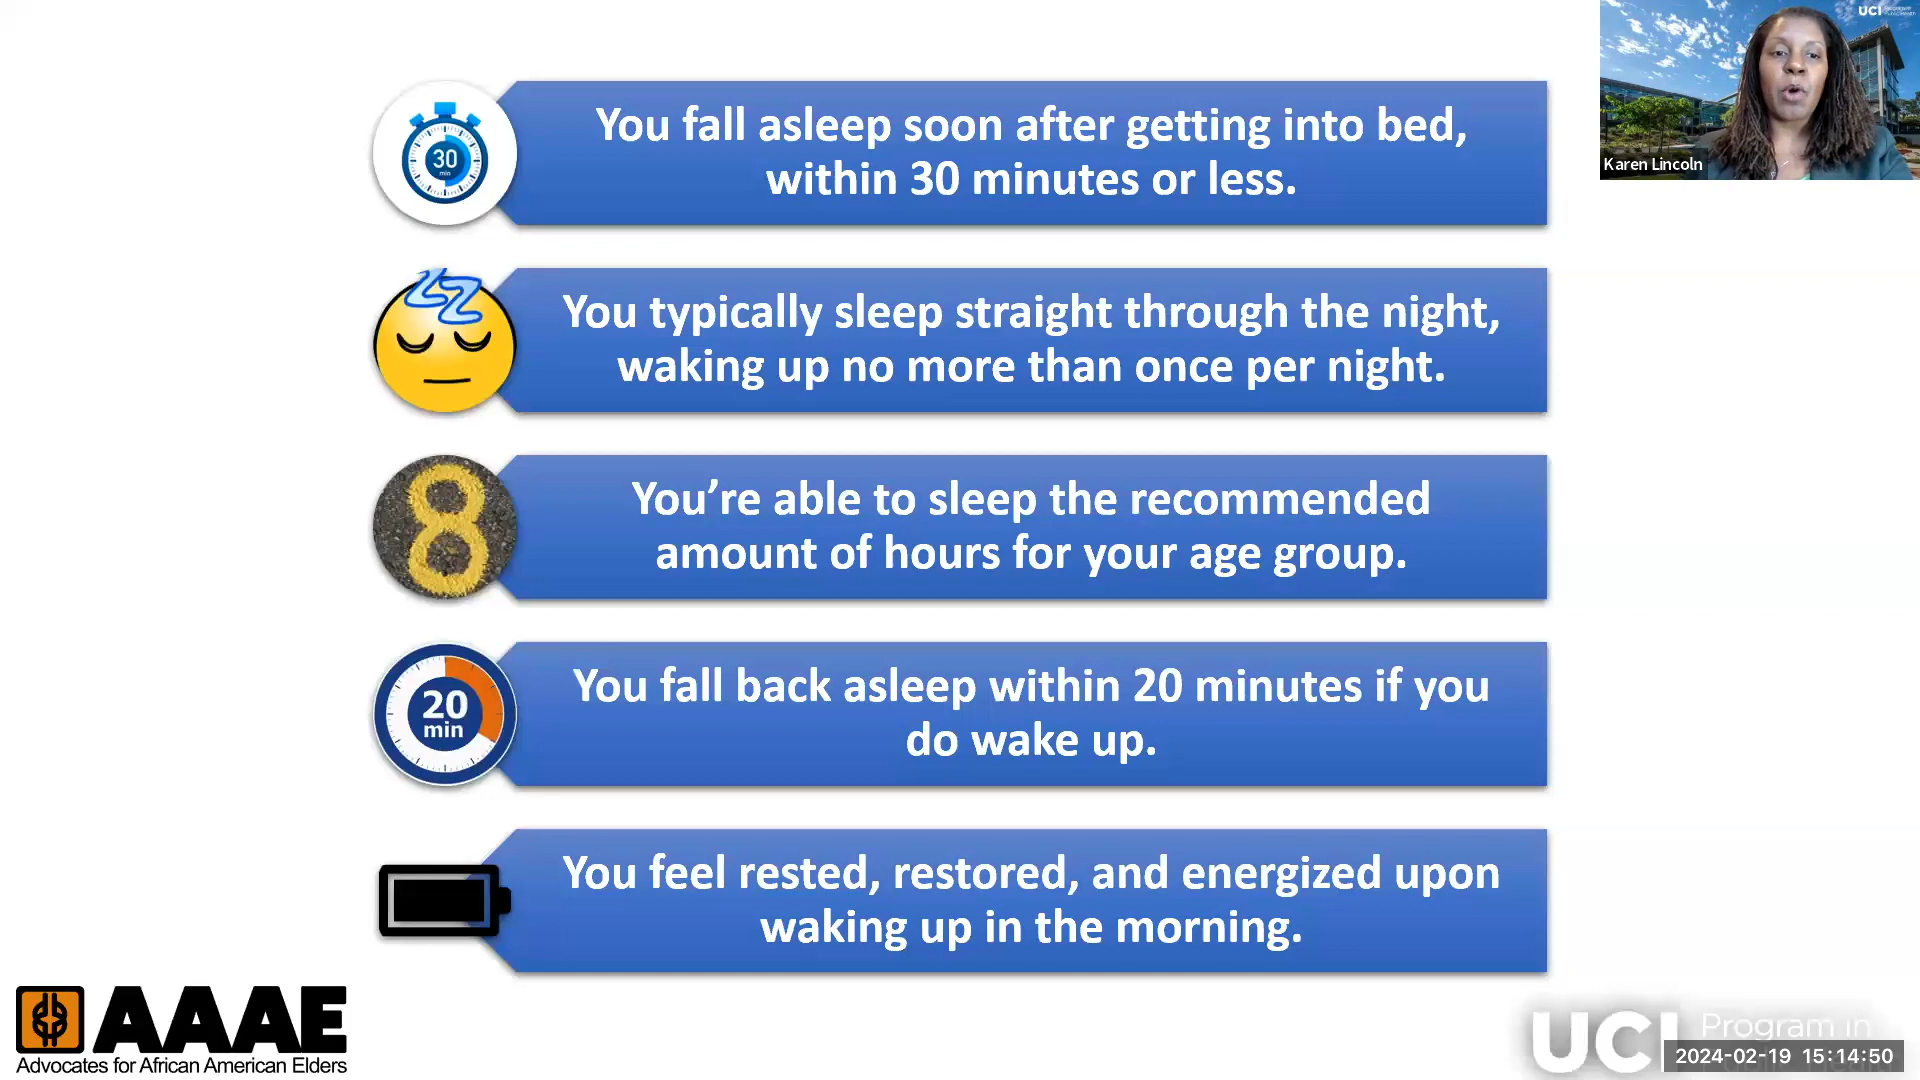 You fall asleep soon after getting into bed,
within 30 minutes or less.
30
min
You typically sleep straight through the night,
waking up no more than once per night.
You’re able to sleep the recommended
amount of hours for your age group.
8
You fall back asleep within 20 minutes if you
do wake up.
20
min
You feel rested, restored, and energized upon
waking up in the morning.
AAAE
Advocates for African American Elders
UCI
Karen Lincoln
UCI Program in
2024-02-19 15:14:50